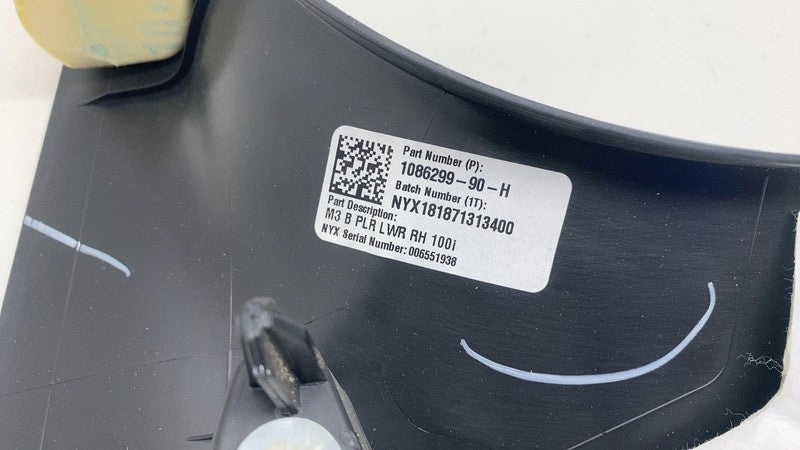 Part Number (P):
1086299-90-H
Batch Number (1T):
NYX181871313400
Part Description:
M3 B PLR LWR RH 100i
NYX Serial Number: 006551938